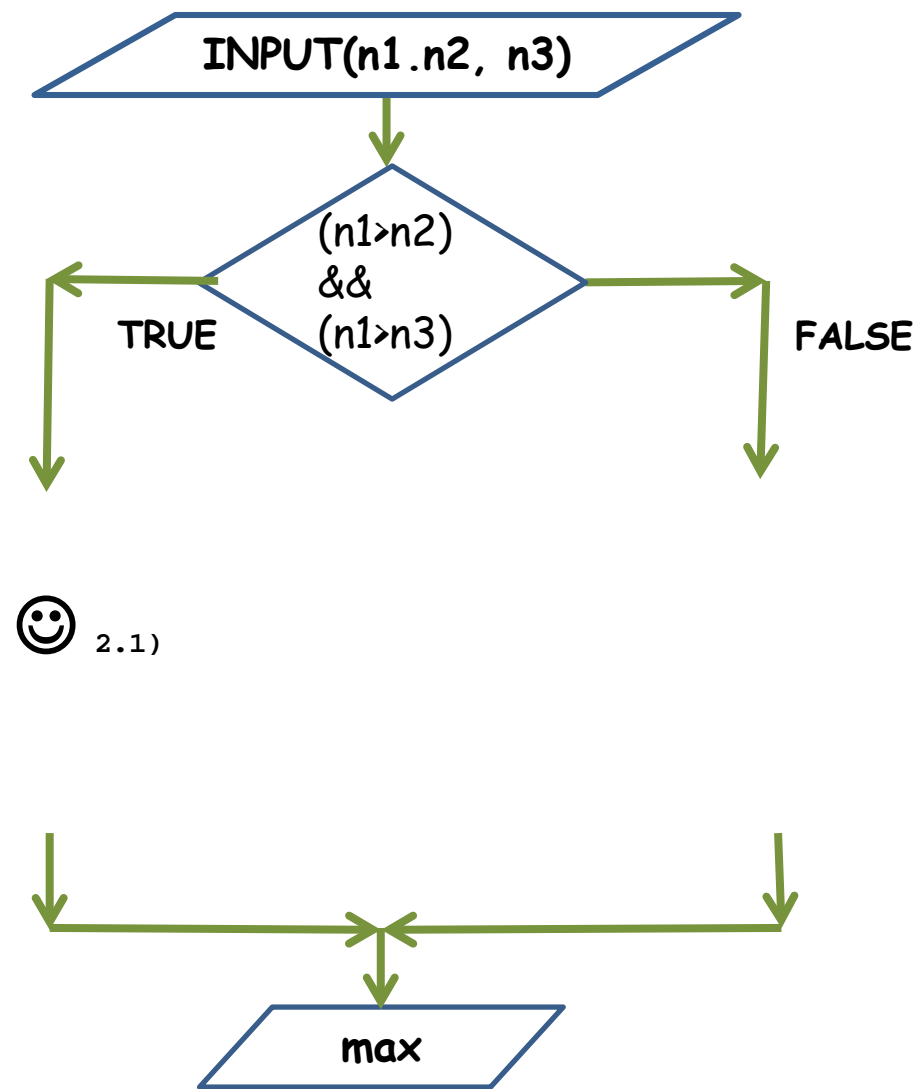 INPUT(n1.n2, n3)
(n1>n2)
&&
(n1>n3)
TRUE
FALSE
2.1)
max